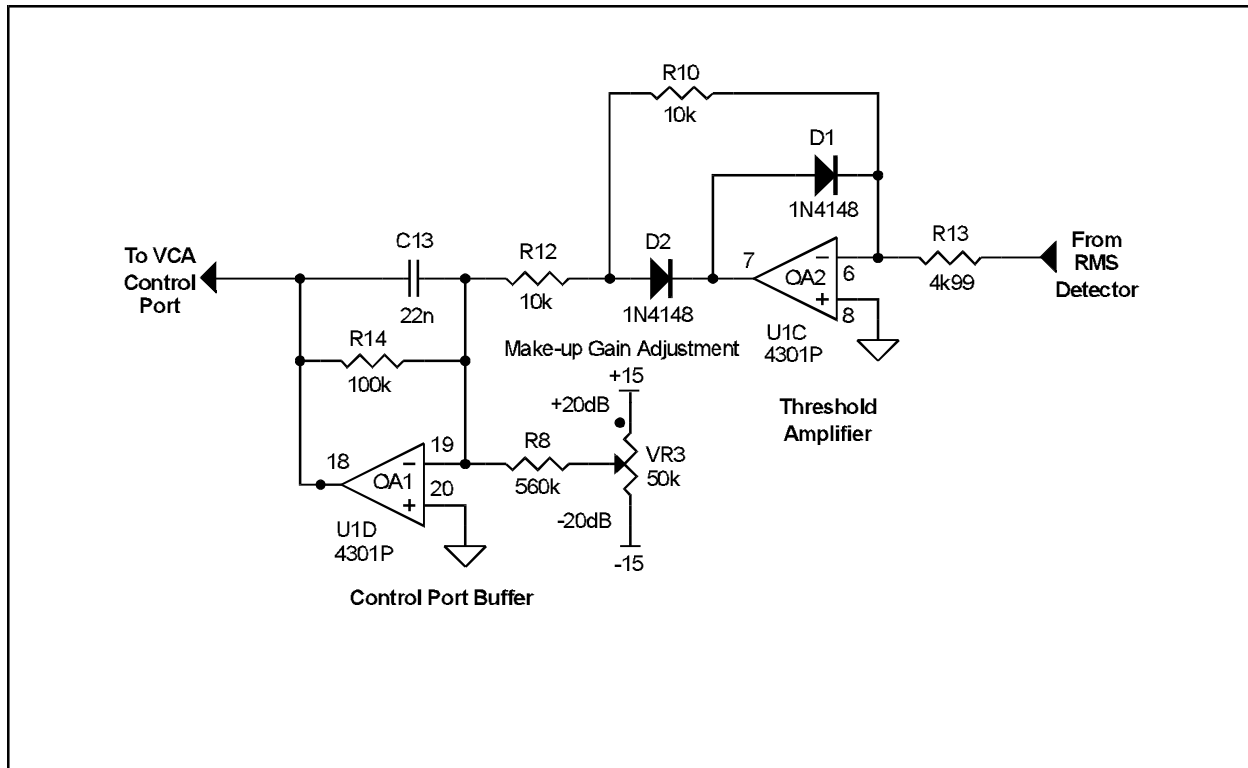 R10
10k
D1
1N4148
To VCA
Control
Port
C13
22n
R12
10k
D2
1N4148
7
OA2
6
8
R13
4k99
From
RMS
Detector
U1C
4301P
R14
100k
Make-up Gain Adjustment
+15
+20dB
Threshold
Amplifier
18
OA1
19
20
R8
560k
VR3
50k
-20dB
-15
U1D
4301P
Control Port Buffer